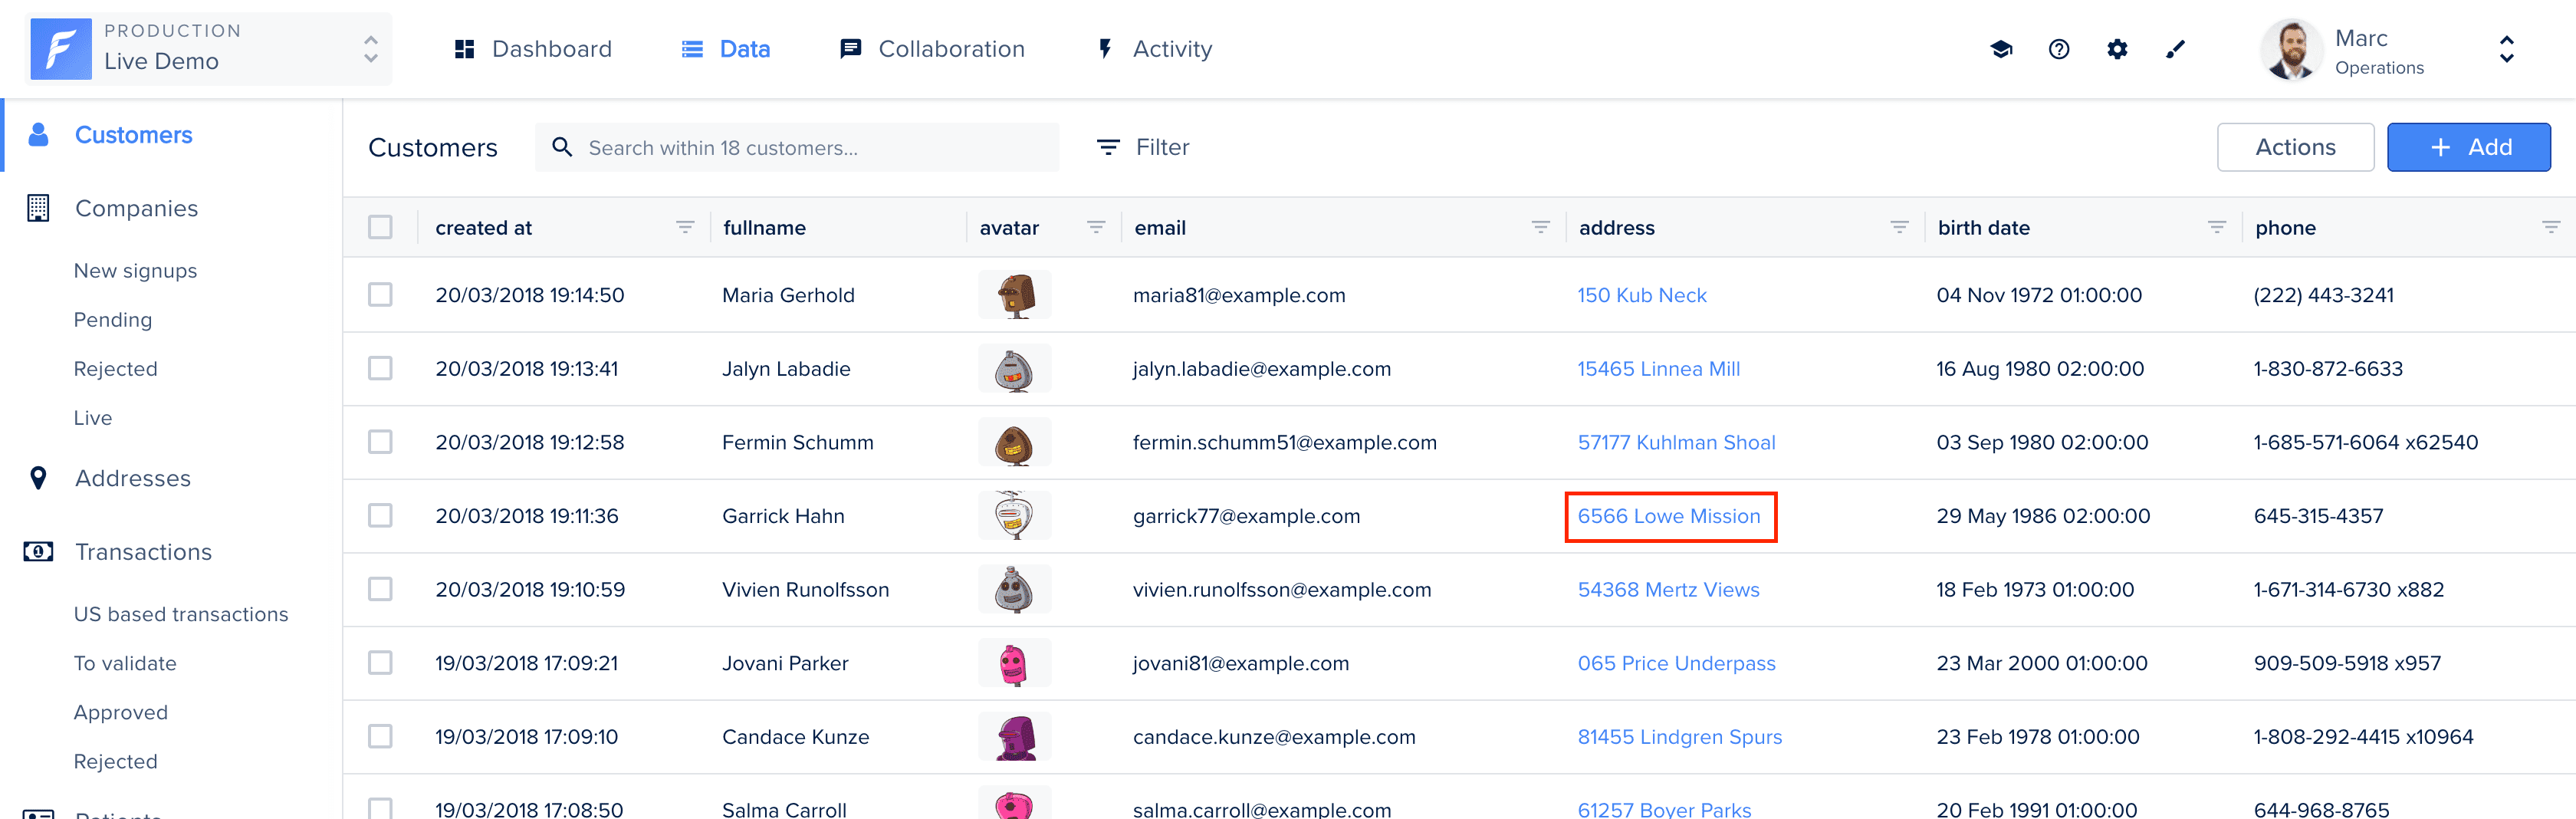 PRODUCTION
Live Demo
Dashboard
Data
Collaboration
Activity
Marc
Operations
Customers
Companies
New signups
Pending
Rejected
Live
Addresses
Transactions
US based transactions
To validate
Approved
Rejected
Patients
Customers
Search within 18 customers...
Filter
Actions
+ Add
created at fullname avatar email address birth date phone
20/03/2018 19:14:50 Maria Gerhold maria81@example.com 150 Kub Neck 04 Nov 1972 01:00:00 (222) 443-3241
20/03/2018 19:13:41 Jalyn Labadie jalyn.labadie@example.com 15465 Linnea Mill 16 Aug 1980 02:00:00 1-830-872-6633
20/03/2018 19:12:58 Fermin Schumm fermin.schumm51@example.com 57177 Kuhlman Shoal 03 Sep 1980 02:00:00 1-685-571-6064 x62540
20/03/2018 19:11:36 Garrick Hahn garrick77@example.com 6566 Lowe Mission 29 May 1986 02:00:00 645-315-4357
20/03/2018 19:10:59 Vivien Runolfsson vivien.runolfsson@example.com 54368 Mertz Views 18 Feb 1973 01:00:00 1-671-314-6730 x882
19/03/2018 17:09:21 Jovani Parker jovani81@example.com 065 Price Underpass 23 Mar 2000 01:00:00 909-509-5918 x957
19/03/2018 17:09:10 Candace Kunze candace.kunze@example.com 81455 Lindgren Spurs 23 Feb 1978 01:00:00 1-808-292-4415 x10964
19/03/2018 17:08:50 Salma Carroll salma.carroll@example.com 61257 Boyer Parks 20 Feb 1991 01:00:00 644-968-8765